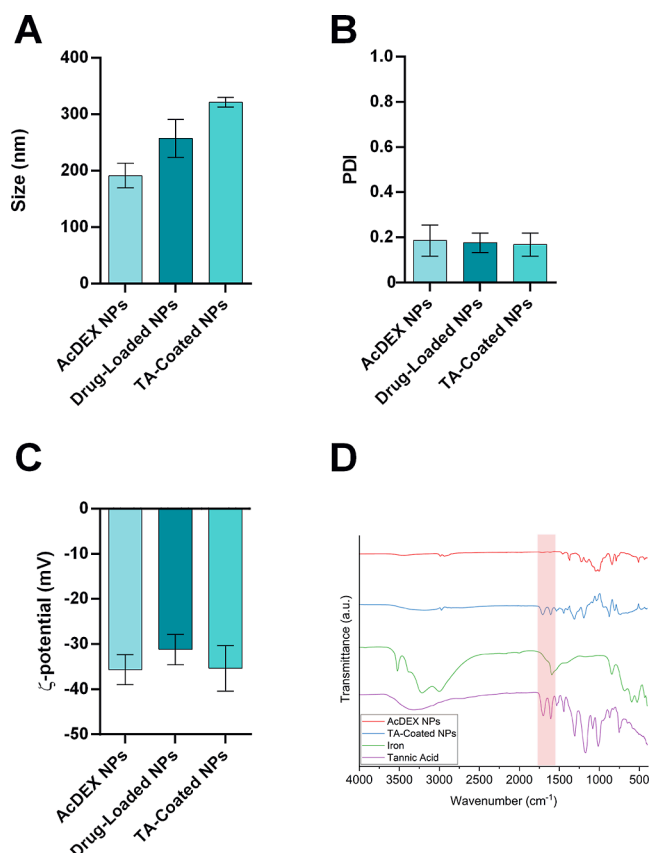 A
Size (nm)
400
300
200
100
0
AcDEX NPs
Drug-Loaded NPs
TA-Coated NPs
B
PDI
1.0
0.8
0.6
0.4
0.2
0
AcDEX NPs
Drug-Loaded NPs
TA-Coated NPs
C
ζ-potential (mV)
0
-10
-20
-30
-40
-50
AcDEX NPs
Drug-Loaded NPs
TA-Coated NPs
D
Transmittance (a.u.)
AcDEX NPs
TA-Coated NPs
Iron
Tannic Acid
4000 3500 3000 2500 2000 1500 1000 500
Wavenumber (cm⁻¹)